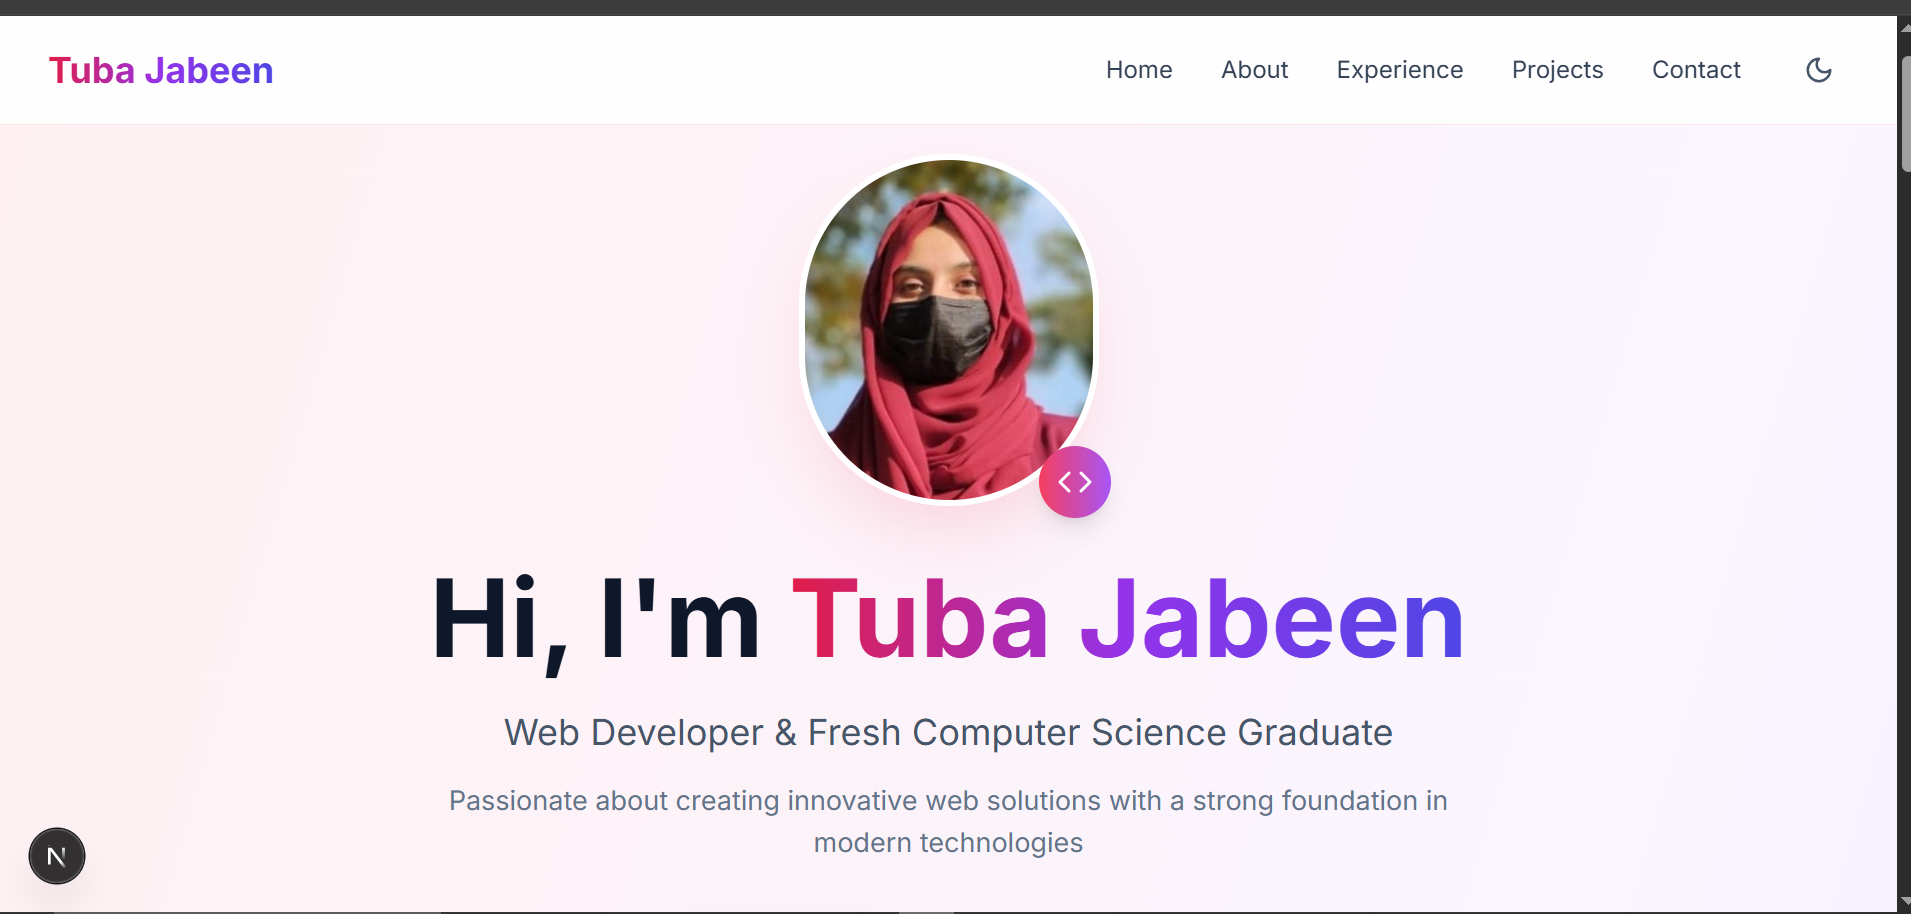 Tuba Jabeen
Home About Experience Projects Contact
Hi, I'm Tuba Jabeen
Web Developer & Fresh Computer Science Graduate
Passionate about creating innovative web solutions with a strong foundation in
modern technologies
N